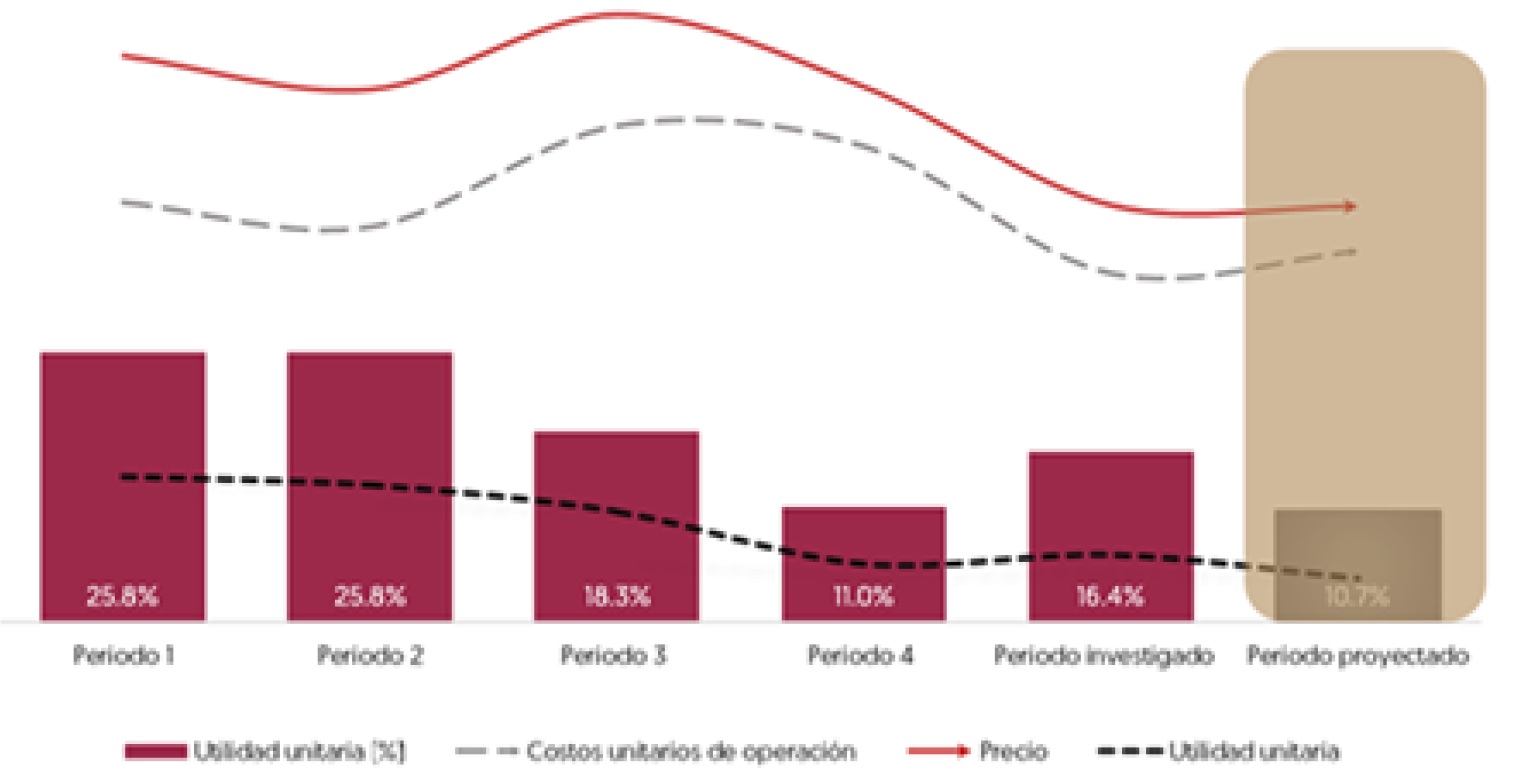 25.8% 25.8% 18.3% 11.0% 16.4% 10.7%
Periodo 1 Periodo 2 Periodo 3 Periodo 4 Periodo investigado Periodo proyectado
Utilidad unitaria [%] Costos unitarios de operación Precio Utilidad unitaria